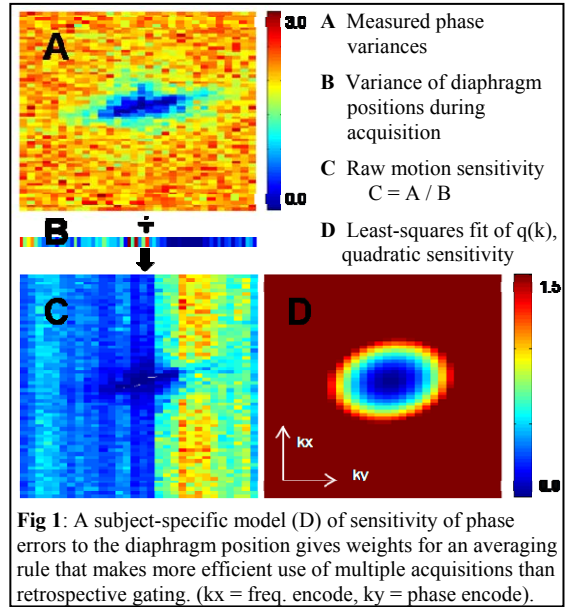 A
3.0
0.0
A Measured phase
variances
B Variance of diaphragm
positions during
acquisition
C Raw motion sensitivity
C = A / B
D Least-squares fit of q(k),
quadratic sensitivity
B
÷
C
D
kx
ky
1.5
0.0
Fig 1: A subject-specific model (D) of sensitivity of phase
errors to the diaphragm position gives weights for an averaging
rule that makes more efficient use of multiple acquisitions than
retrospective gating. (kx = freq. encode, ky = phase encode).